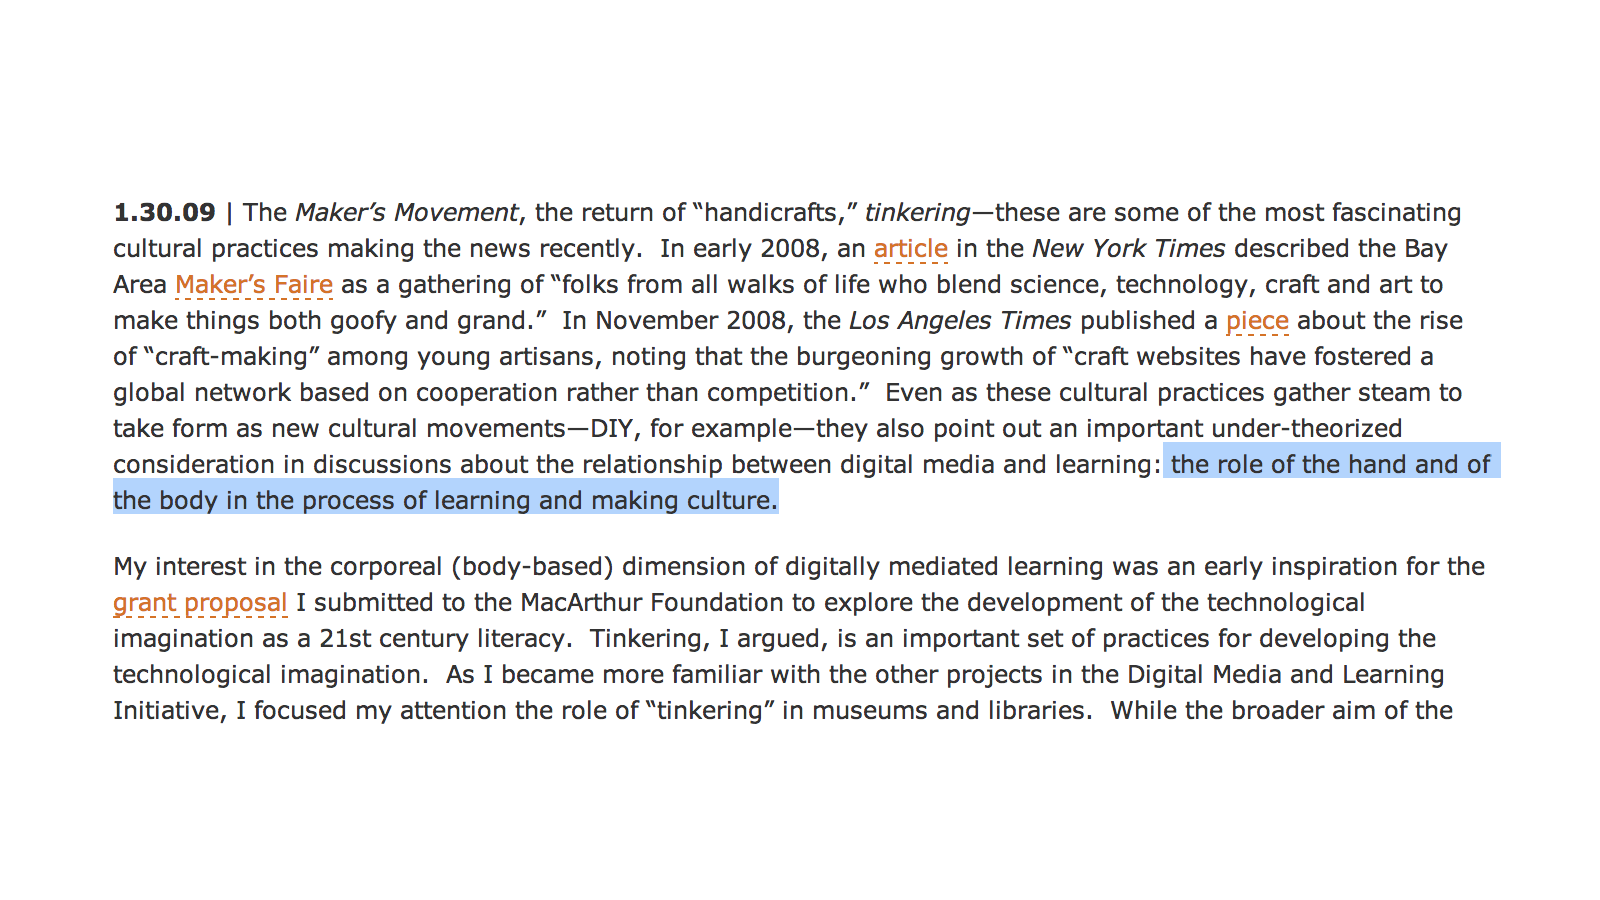 1.30.09 | The Maker’s Movement, the return of “handicrafts,” tinkering—these are some of the most fascinating
cultural practices making the news recently.  In early 2008, an article in the New York Times described the Bay
Area Maker’s Faire as a gathering of “folks from all walks of life who blend science, technology, craft and art to
make things both goofy and grand.”  In November 2008, the Los Angeles Times published a piece about the rise
of “craft-making” among young artisans, noting that the burgeoning growth of “craft websites have fostered a
global network based on cooperation rather than competition.”  Even as these cultural practices gather steam to
take form as new cultural movements—DIY, for example—they also point out an important under-theorized
consideration in discussions about the relationship between digital media and learning: the role of the hand and of
the body in the process of learning and making culture.
My interest in the corporeal (body-based) dimension of digitally mediated learning was an early inspiration for the
grant proposal I submitted to the MacArthur Foundation to explore the development of the technological
imagination as a 21st century literacy.  Tinkering, I argued, is an important set of practices for developing the
technological imagination.  As I became more familiar with the other projects in the Digital Media and Learning
Initiative, I focused my attention the role of “tinkering” in museums and libraries.  While the broader aim of the